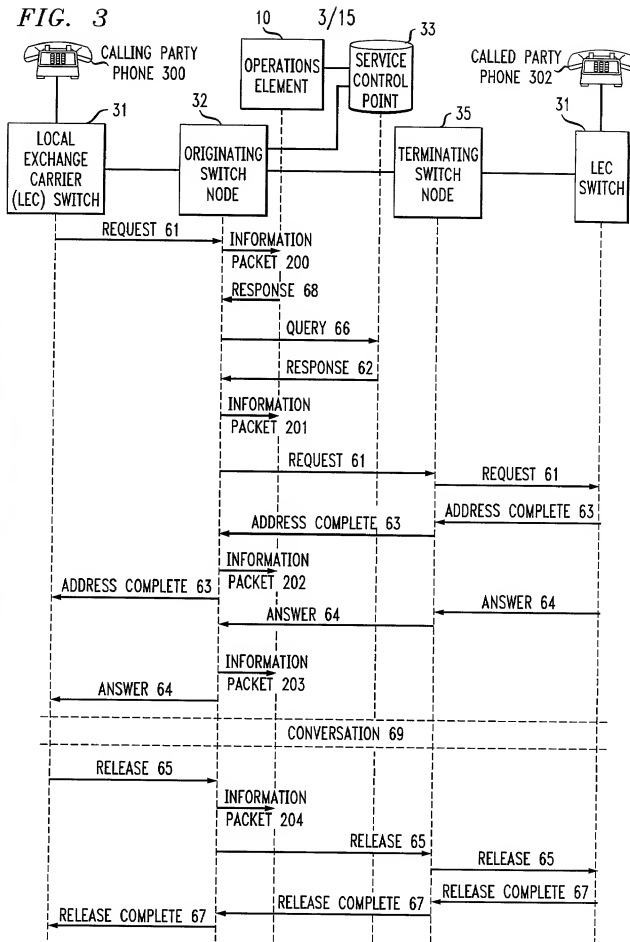 FIG. 3
3/15
CALLING PARTY
PHONE 300
10
OPERATIONS
ELEMENT
33
SERVICE
CONTROL
POINT
CALLED PARTY
PHONE 302
31
LOCAL
EXCHANGE
CARRIER
(LEC) SWITCH
32
ORIGINATING
SWITCH
NODE
35
TERMINATING
SWITCH
NODE
31
LEC
SWITCH
REQUEST 61
INFORMATION
PACKET 200
RESPONSE 68
QUERY 66
RESPONSE 62
INFORMATION
PACKET 201
REQUEST 61
REQUEST 61
ADDRESS COMPLETE 63
ADDRESS COMPLETE 63
INFORMATION
PACKET 202
ADDRESS COMPLETE 63
ANSWER 64
ANSWER 64
INFORMATION
PACKET 203
ANSWER 64
CONVERSATION 69
RELEASE 65
INFORMATION
PACKET 204
RELEASE 65
RELEASE 65
RELEASE COMPLETE 67
RELEASE COMPLETE 67
RELEASE COMPLETE 67